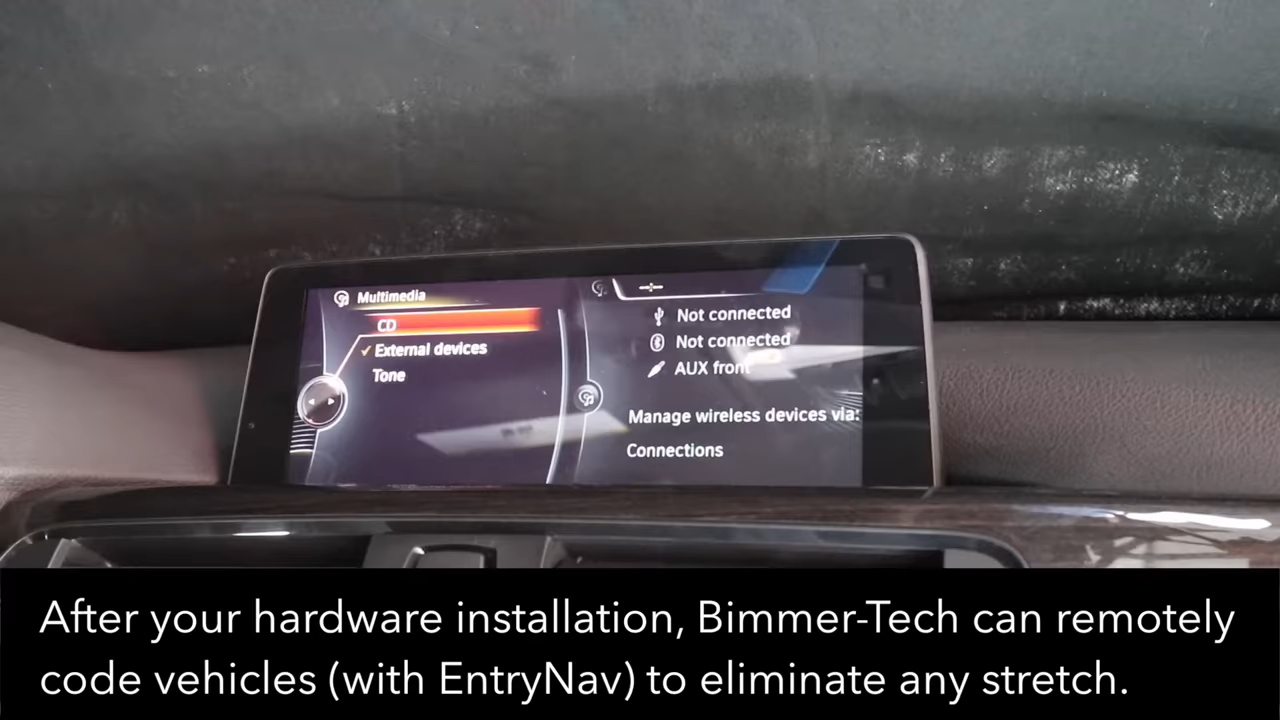 Multimedia
CD
✓ External devices
Tone
Not connected
Not connected
AUX front
Manage wireless devices via:
Connections
After your hardware installation, Bimmer-Tech can remotely
code vehicles (with EntryNav) to eliminate any stretch.